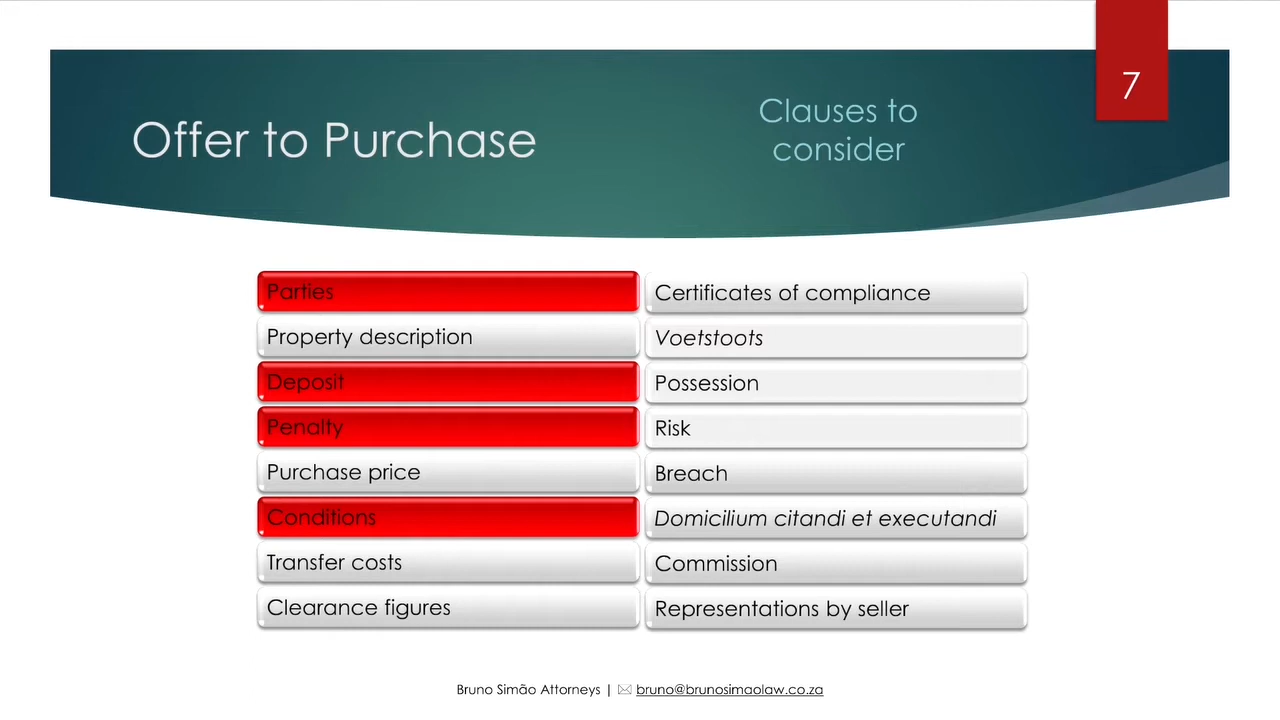 7
Offer to Purchase
Clauses to
consider
Parties
Property description
Deposit
Penalty
Purchase price
Conditions
Transfer costs
Clearance figures
Certificates of compliance
Voetstoots
Possession
Risk
Breach
Domicilium citandi et executandi
Commission
Representations by seller
Bruno Simão Attorneys | ✉ bruno@brunosimaolaw.co.za